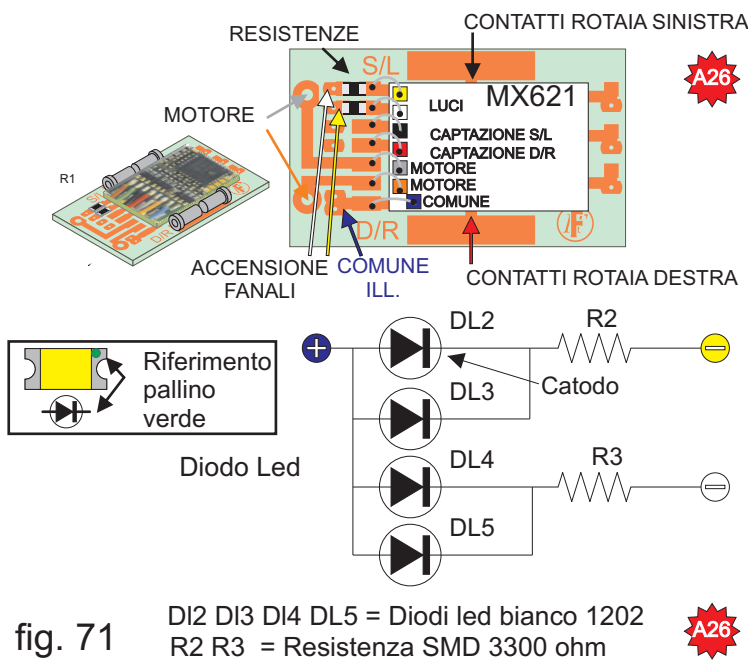 RESISTENZE
CONTATTI ROTAIA SINISTRA
S/L
MX621
A26
LUCI
MOTORE
CAPTAZIONE S/L
CAPTAZIONE D/R
MOTORE
MOTORE
COMUNE
R1
S/L
D/R
D/R
ACCENSIONE
FANALI
COMUNE
ILL.
CONTATTI ROTAIA DESTRA
DL2
R2
Riferimento
pallino
verde
DL3
Catodo
Diodo Led
DL4
R3
DL5
fig. 71
Dl2 Dl3 Dl4 DL5 = Diodi led bianco 1202
R2 R3 = Resistenza SMD 3300 ohm
A26